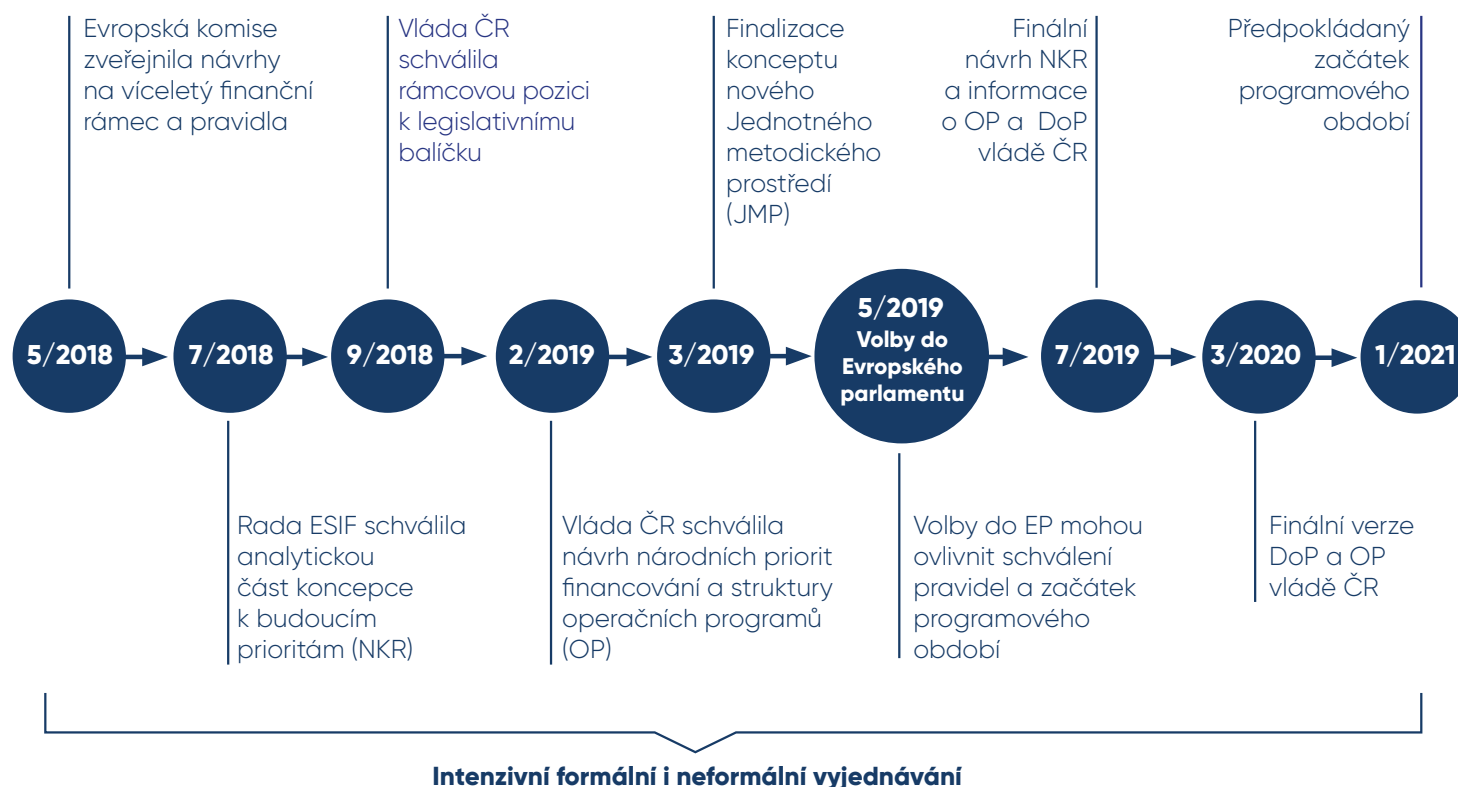 Evropská komise
zveřejnila návrhy
na víceletý finanční
rámec a pravidla
Vláda ČR
schválila
rámcovou pozici
k legislativnímu
balíčku
Finalizace
konceptu
nového
Jednotného
metodického
prostředí
(JMP)
Finální
návrh NKR
a informace
o OP a DoP
vládě ČR
Předpokládaný
začátek
programového
období
5/2018
7/2018
9/2018
2/2019
3/2019
5/2019
Volby do
Evropského
parlamentu
7/2019
3/2020
1/2021
Rada ESIF schválila
analytickou
část koncepce
k budoucím
prioritám (NKR)
Vláda ČR schválila
návrh národních priorit
financování a struktury
operačních programů
(OP)
Volby do EP mohou
ovlivnit schválení
pravidel a začátek
programového
období
Finální verze
DoP a OP
vládě ČR
Intenzivní formální i neformální vyjednávání